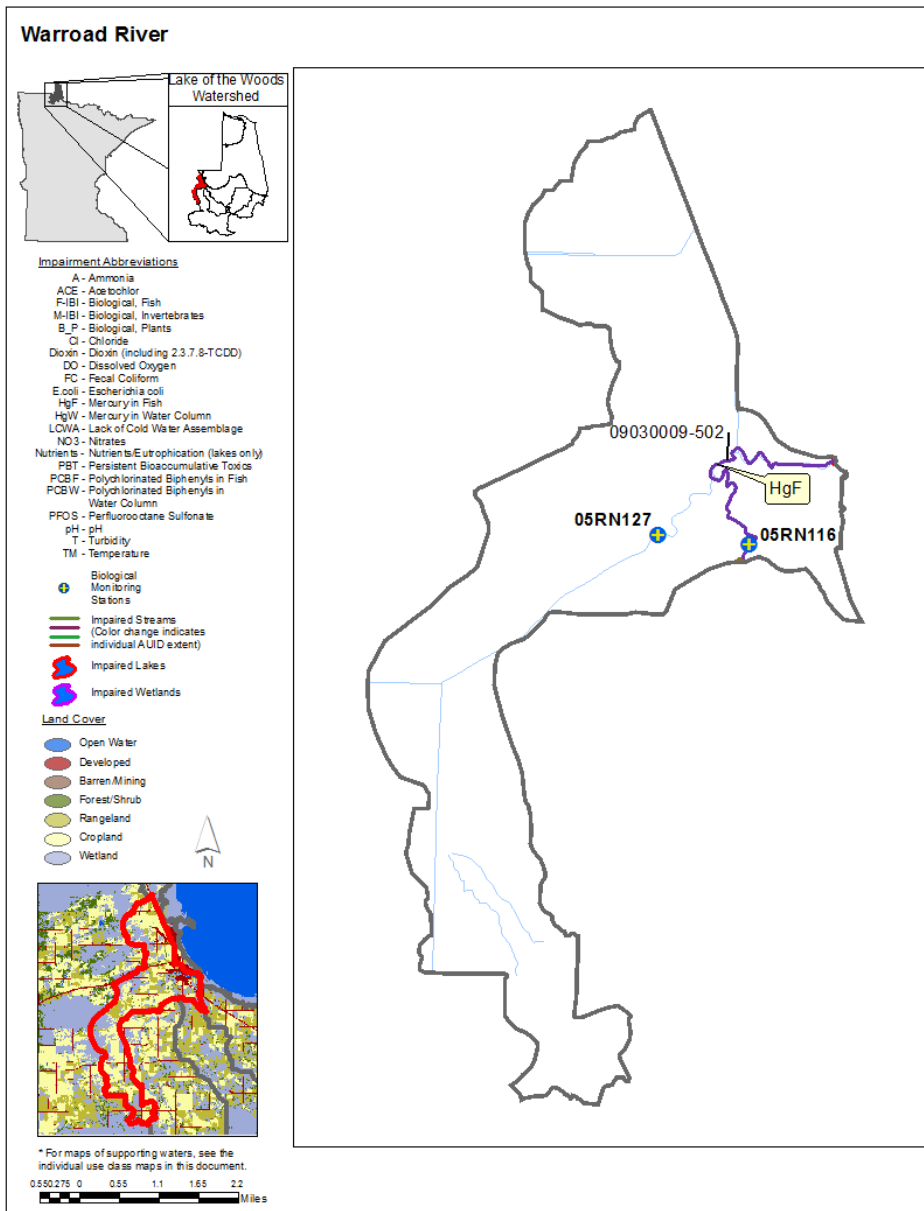 Warroad River
Lake of the Woods
Watershed
Impairment Abbreviations
A - Ammonia
ACE - Acetochlor
F-IBI - Biological, Fish
M-IBI - Biological, Invertebrates
B_P - Biological, Plants
Cl - Chloride
Dioxin - Dioxin (including 2.3.7.8-TCDD)
DO - Dissolved Oxygen
FC - Fecal Coliform
E.coli - Escherichia coli
HgF - Mercury in Fish
HgW - Mercury in Water Column
LCWA - Lack of Cold Water Assemblage
NO3 - Nitrates
Nutrients - Nutrients/Eutrophication (lakes only)
PBT - Persistent Bioaccumulative Toxics
PCBF - Polychlorinated Biphenyls in Fish
PCBW - Polychlorinated Biphenyls in
Water Column
PFOS - Perfluorooctane Sulfonate
pH - pH
T - Turbidity
TM - Temperature
Biological
Monitoring
Stations
Impaired Streams
(Color change indicates
individual AUID extent)
Impaired Lakes
Impaired Wetlands
Land Cover
Open Water
Developed
Barren/Mining
Forest/Shrub
Rangeland
Cropland
Wetland
N
* For maps of supporting waters, see the
individual use class maps in this document.
0.550.275 0 0.55 1.1 1.65 2.2
Miles
09030009-502
HgF
05RN127
05RN116